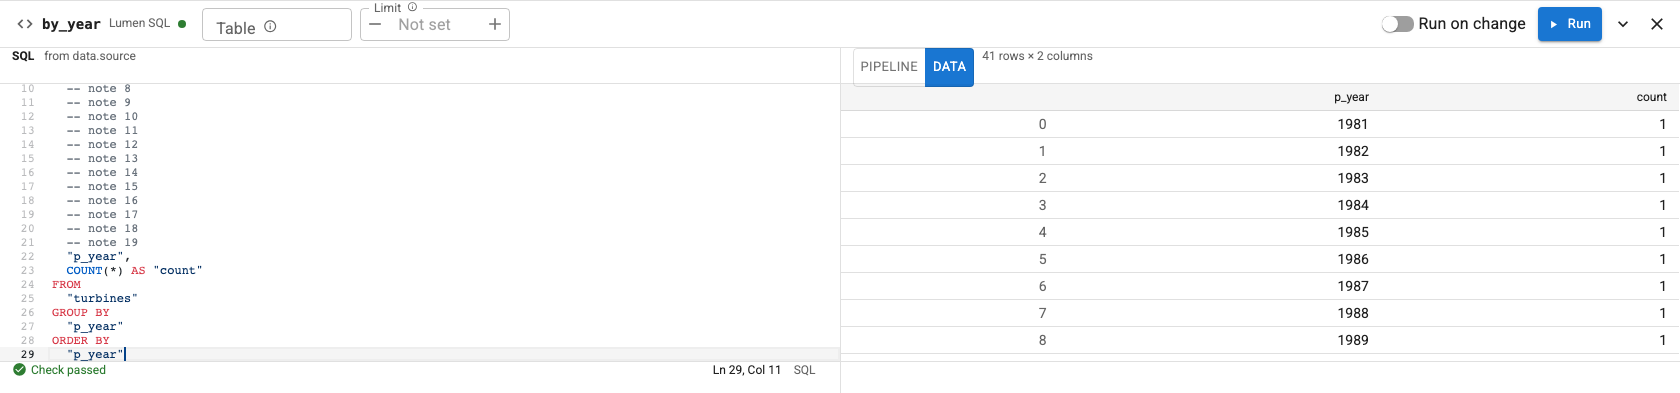 <> by_year Lumen SQL Table Limit − Not set + Run on change Run
SQL from data.source
PIPELINE DATA 41 rows × 2 columns
10 -- note 8
11 -- note 9
12 -- note 10
13 -- note 11
14 -- note 12
15 -- note 13
16 -- note 14
17 -- note 15
18 -- note 16
19 -- note 17
20 -- note 18
21 -- note 19
22 "p_year",
23 COUNT(*) AS "count"
24 FROM
25 "turbines"
26 GROUP BY
27 "p_year"
28 ORDER BY
29 "p_year"
Check passed Ln 29, Col 11 SQL
p_year count
0 1981 1
1 1982 1
2 1983 1
3 1984 1
4 1985 1
5 1986 1
6 1987 1
7 1988 1
8 1989 1